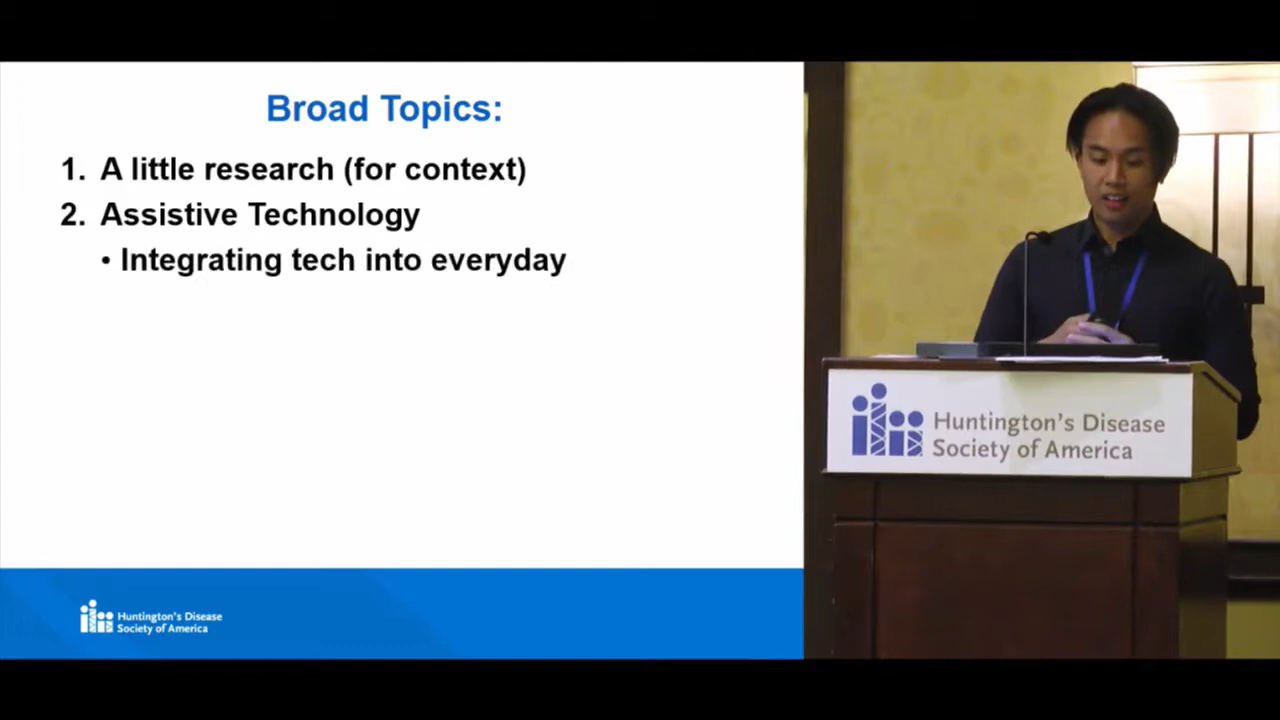 Broad Topics:
1. A little research (for context)
2. Assistive Technology
• Integrating tech into everyday
Huntington's Disease
Society of America
Huntington's Disease
Society of America